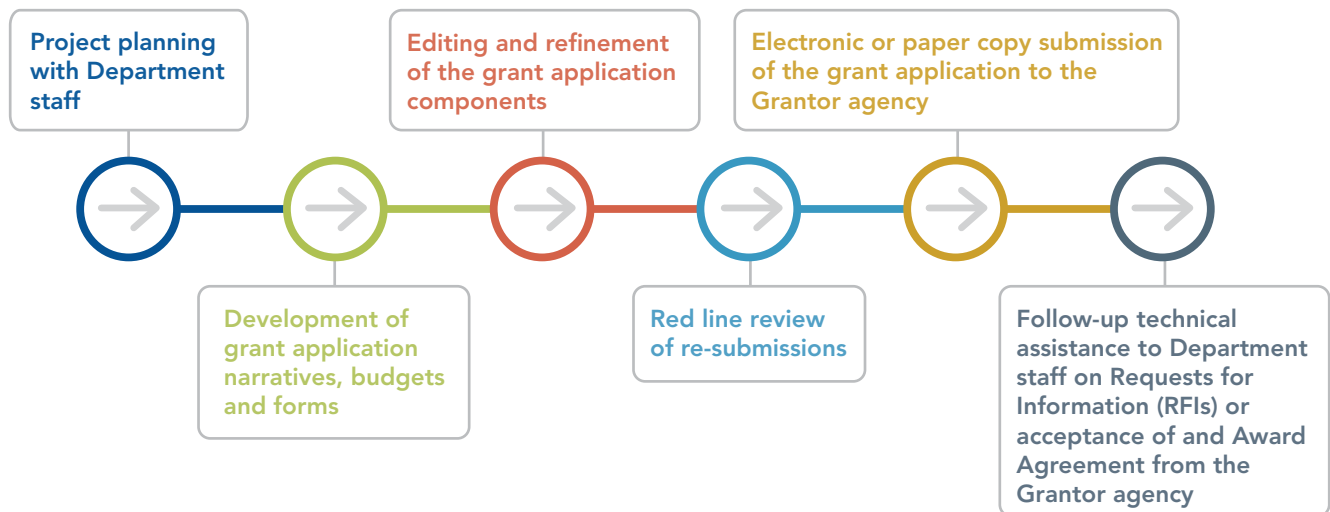 Project planning
with Department
staff
Development of
grant application
narratives, budgets
and forms
Editing and refinement
of the grant application
components
Red line review
of re-submissions
Electronic or paper copy submission
of the grant application to the
Grantor agency
Follow-up technical
assistance to Department
staff on Requests for
Information (RFIs) or
acceptance of and Award
Agreement from the
Grantor agency